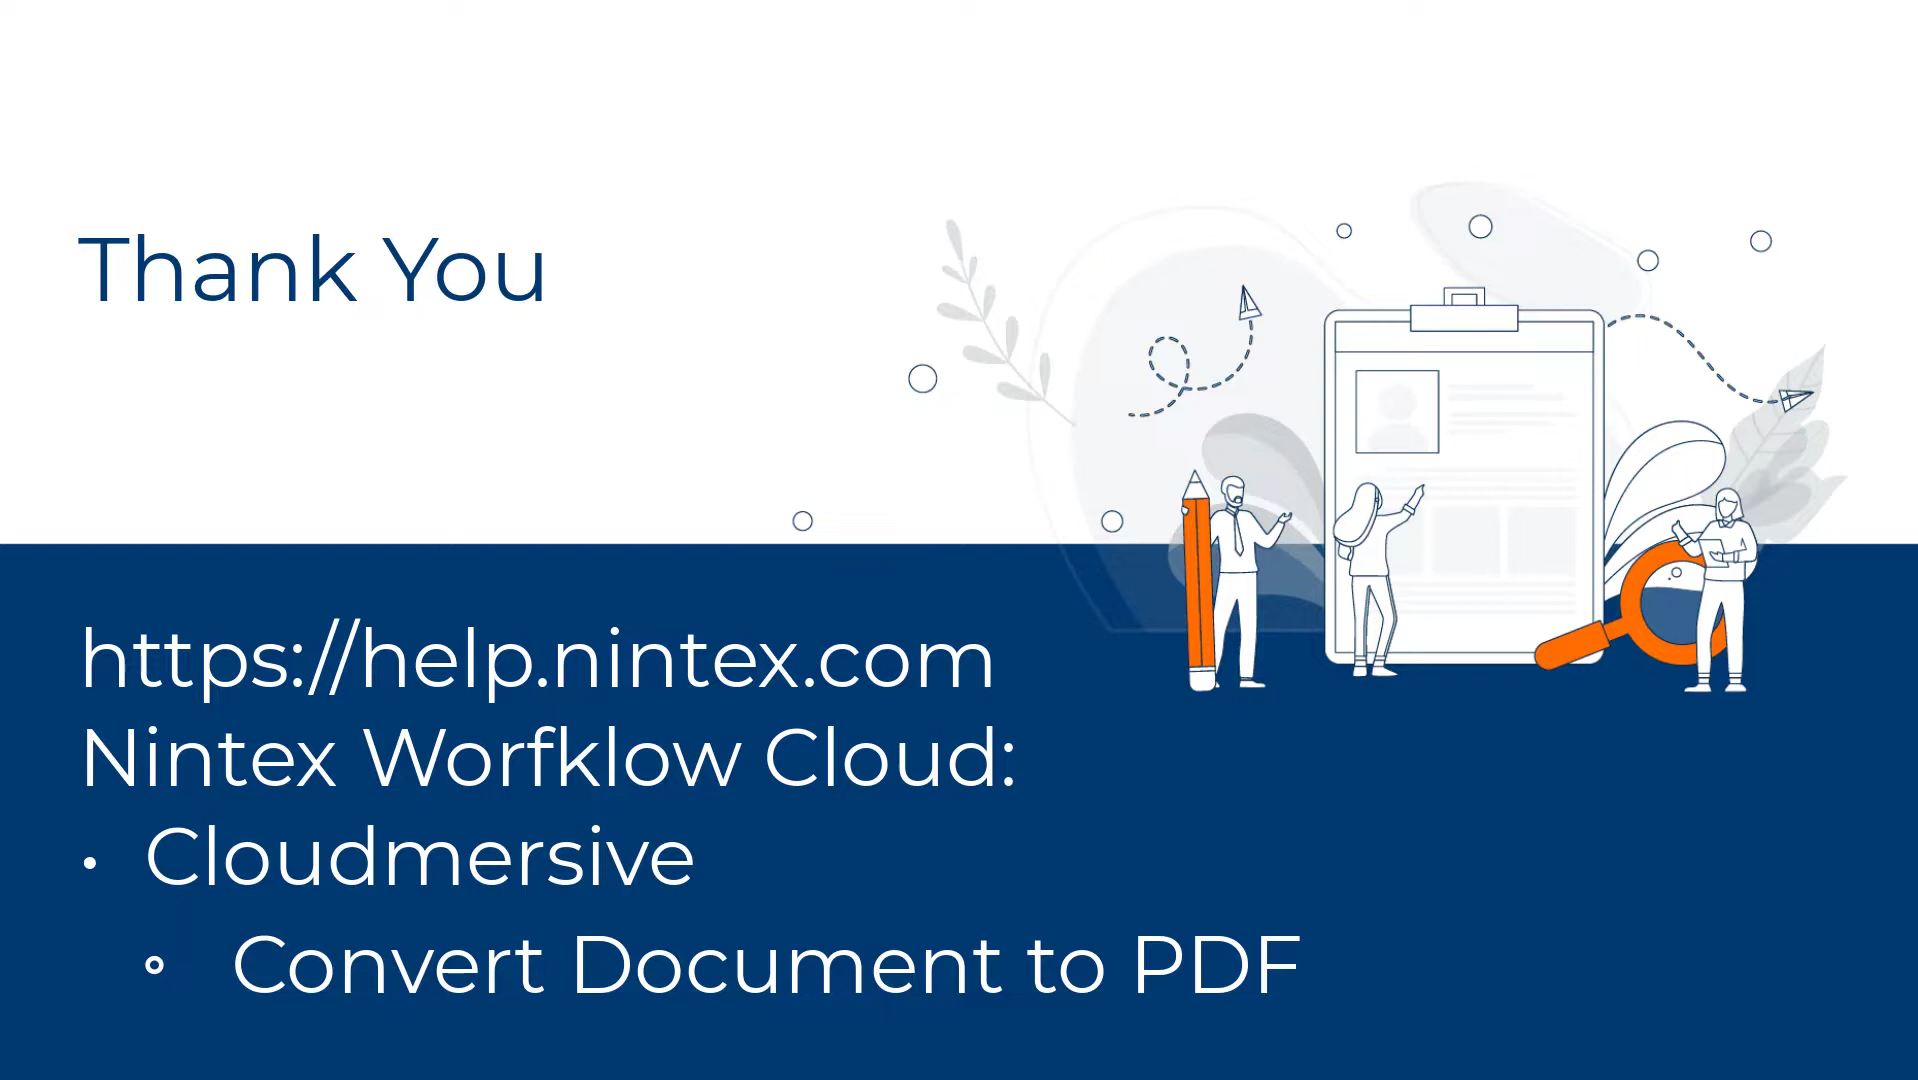 Thank You
https://help.nintex.com
Nintex Worfklow Cloud:
• Cloudmersive
◦ Convert Document to PDF